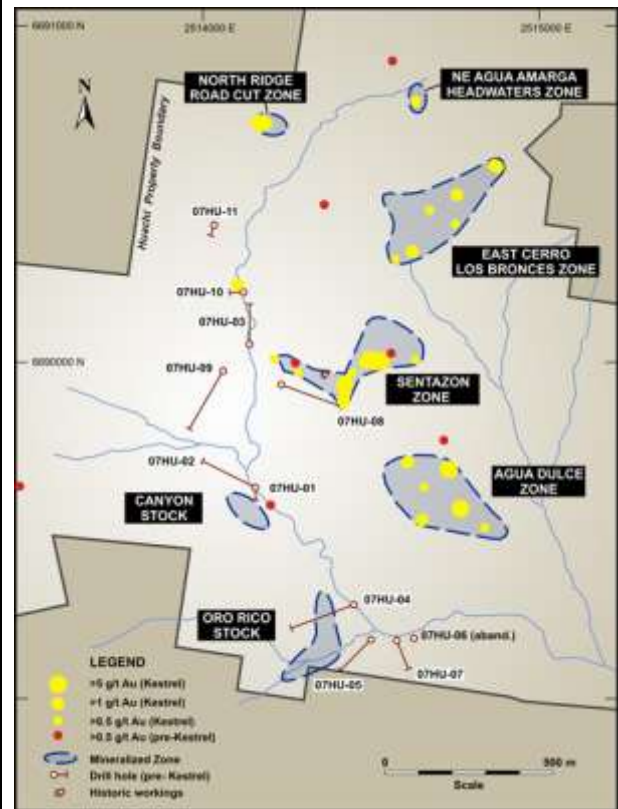 6691000 N
2514000 E
2515000 E
N
NORTH RIDGE
ROAD CUT ZONE
NE AGUA AMARGA
HEADWATERS ZONE
Huachi Property Boundary
07HU-11
EAST CERRO
LOS BRONCES ZONE
07HU-10
07HU-03
6690000 N
07HU-09
SENTAZON
ZONE
07HU-08
07HU-02
07HU-01
AGUA DULCE
ZONE
CANYON
STOCK
07HU-04
ORO RICO
STOCK
07HU-06 (aband.)
07HU-05
07HU-07
LEGEND
>5 g/t Au (Kestrel)
>1 g/t Au (Kestrel)
>0.5 g/t Au (Kestrel)
>0.5 g/t Au (pre-Kestrel)
Mineralized Zone
Drill hole (pre- Kestrel)
Historic workings
0
500 m
Scale